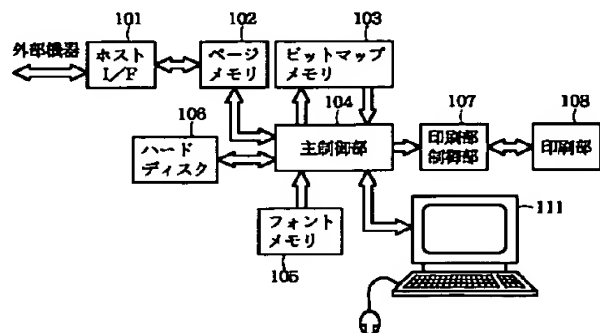 101
102
103
外部機器
ホスト
I/F
ページ
メモリ
ビットマップ
メモリ
104
106
107
108
ハード
ディスク
主制御部
印刷部
制御部
印刷部
111
フォント
メモリ
105